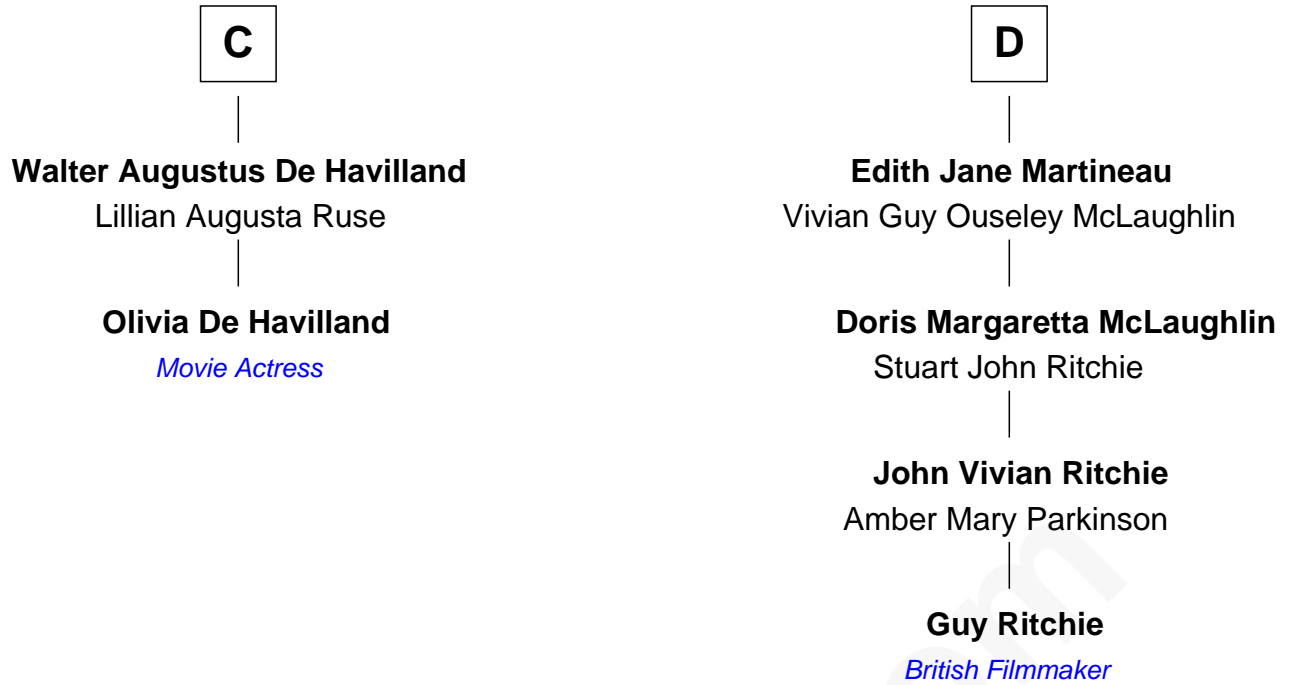 C
Walter Augustus De Havilland
Lillian Augusta Ruse
Olivia De Havilland
Movie Actress
D
Edith Jane Martineau
Vivian Guy Ouseley McLaughlin
Doris Margaretta McLaughlin
Stuart John Ritchie
John Vivian Ritchie
Amber Mary Parkinson
Guy Ritchie
British Filmmaker